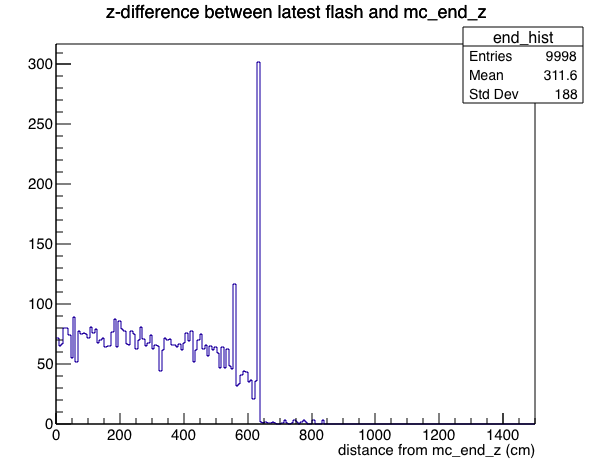 z-difference between latest flash and mc_end_z
end_hist
Entries 9998
Mean 311.6
Std Dev 188
300
250
200
150
100
50
0
0 200 400 600 800 1000 1200 1400
distance from mc_end_z (cm)